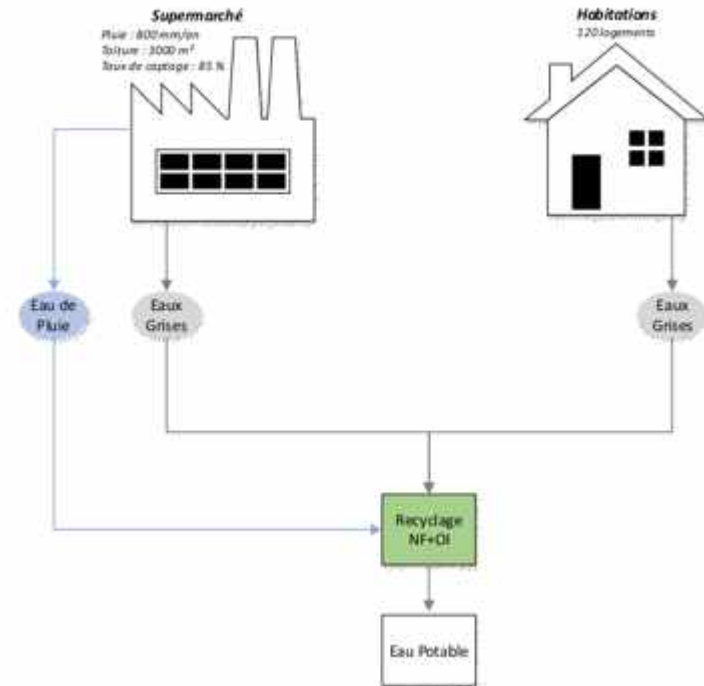 Supermarché
Pluie : 800 mm/an
Toiture : 3000 m²
Taux de captage : 85 %
Habitations
120 logements
Eau de
Pluie
Eaux
Grises
Eaux
Grises
Recyclage
NF+OI
Eau Potable